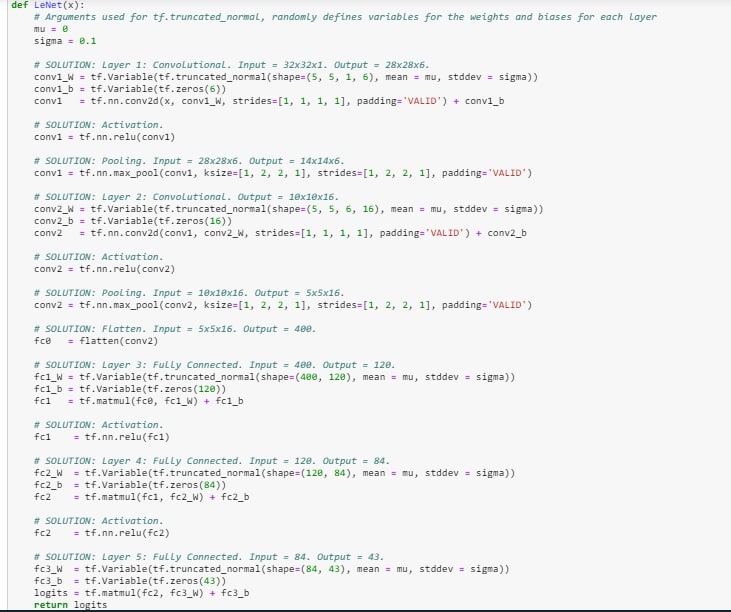 def LeNet(x):
# Arguments used for tf.truncated_normal, randomly defines variables for the weights and biases for each layer
mu = 0
sigma = 0.1
# SOLUTION: Layer 1: Convolutional. Input = 32x32x1. Output = 28x28x6.
conv1_W = tf.Variable(tf.truncated_normal(shape=(5, 5, 1, 6), mean = mu, stddev = sigma))
conv1_b = tf.Variable(tf.zeros(6))
conv1   = tf.nn.conv2d(x, conv1_W, strides=[1, 1, 1, 1], padding='VALID') + conv1_b
# SOLUTION: Activation.
conv1 = tf.nn.relu(conv1)
# SOLUTION: Pooling. Input = 28x28x6. Output = 14x14x6.
conv1 = tf.nn.max_pool(conv1, ksize=[1, 2, 2, 1], strides=[1, 2, 2, 1], padding='VALID')
# SOLUTION: Layer 2: Convolutional. Output = 10x10x16.
conv2_W = tf.Variable(tf.truncated_normal(shape=(5, 5, 6, 16), mean = mu, stddev = sigma))
conv2_b = tf.Variable(tf.zeros(16))
conv2   = tf.nn.conv2d(conv1, conv2_W, strides=[1, 1, 1, 1], padding='VALID') + conv2_b
# SOLUTION: Activation.
conv2 = tf.nn.relu(conv2)
# SOLUTION: Pooling. Input = 10x10x16. Output = 5x5x16.
conv2 = tf.nn.max_pool(conv2, ksize=[1, 2, 2, 1], strides=[1, 2, 2, 1], padding='VALID')
# SOLUTION: Flatten. Input = 5x5x16. Output = 400.
fc0   = flatten(conv2)
# SOLUTION: Layer 3: Fully Connected. Input = 400. Output = 120.
fc1_W = tf.Variable(tf.truncated_normal(shape=(400, 120), mean = mu, stddev = sigma))
fc1_b = tf.Variable(tf.zeros(120))
fc1   = tf.matmul(fc0, fc1_W) + fc1_b
# SOLUTION: Activation.
fc1    = tf.nn.relu(fc1)
# SOLUTION: Layer 4: Fully Connected. Input = 120. Output = 84.
fc2_W  = tf.Variable(tf.truncated_normal(shape=(120, 84), mean = mu, stddev = sigma))
fc2_b  = tf.Variable(tf.zeros(84))
fc2    = tf.matmul(fc1, fc2_W) + fc2_b
# SOLUTION: Activation.
fc2    = tf.nn.relu(fc2)
# SOLUTION: Layer 5: Fully Connected. Input = 84. Output = 43.
fc3_W  = tf.Variable(tf.truncated_normal(shape=(84, 43), mean = mu, stddev = sigma))
fc3_b  = tf.Variable(tf.zeros(43))
logits = tf.matmul(fc2, fc3_W) + fc3_b
return logits